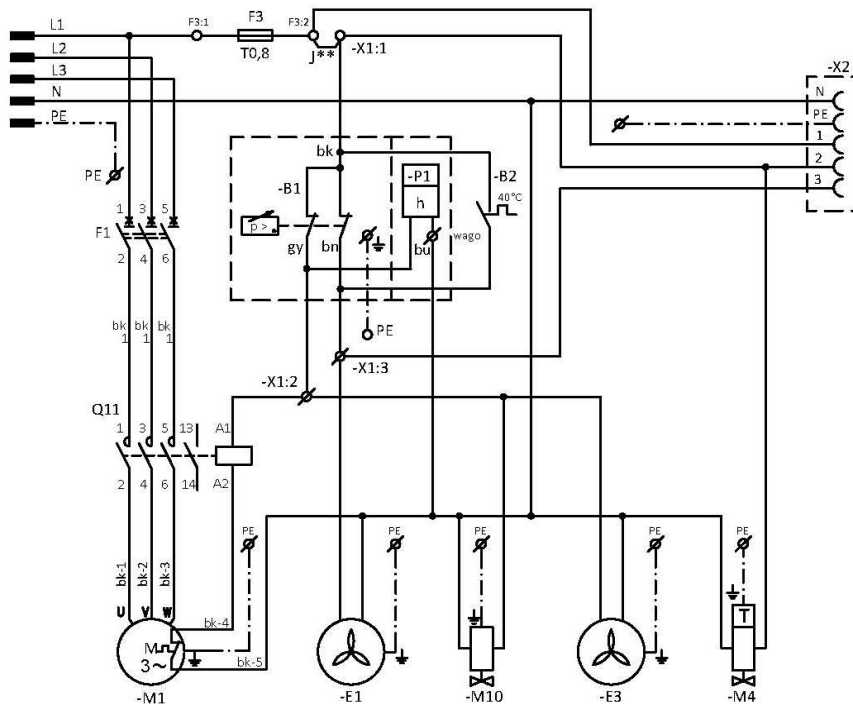 L1 F3:1 F3 F3:2
T0,8 J** -X1:1
L2
L3
N
PE
-X2
N
PE
1
2
3
PE
bk
-B1 -P1 -B2
h 40°C
p >
gy bn bu wago
PE
1 3 5
F1
2 4 6
bk 1 bk 1 bk 1
-X1:3
-X1:2
Q11
1 3 5 13 A1
2 4 6 14 A2
PE PE PE PE PE
bk-1 bk-2 bk-3
U V W
bk-4
M
3~
bk-5
T
-M1 -E1 -M10 -E3 -M4